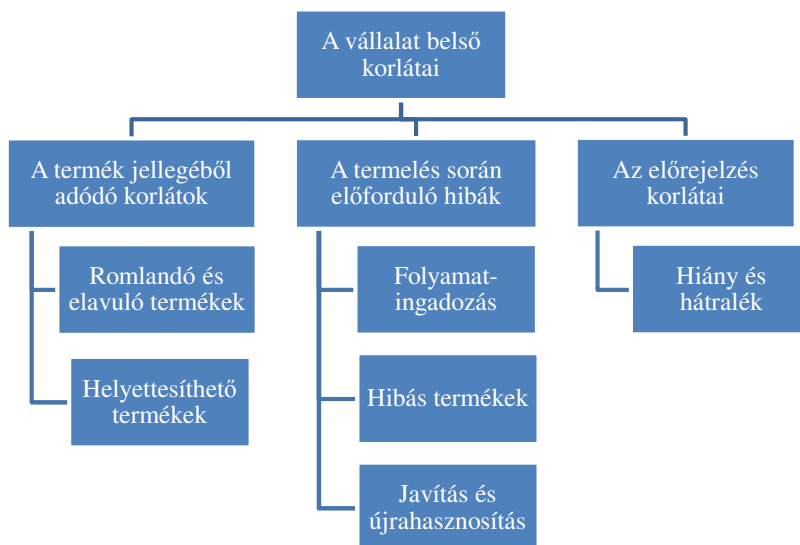 A vállalat belső
korlátai
A termék jellegéből
adódó korlátok
Romlandó és
elavuló termékek
Helyettesíthető
termékek
A termelés során
előforduló hibák
Folyamat-
ingadozás
Hibás termékek
Javítás és
újrahasznosítás
Az előrejelzés
korlátai
Hiány és
hátralék